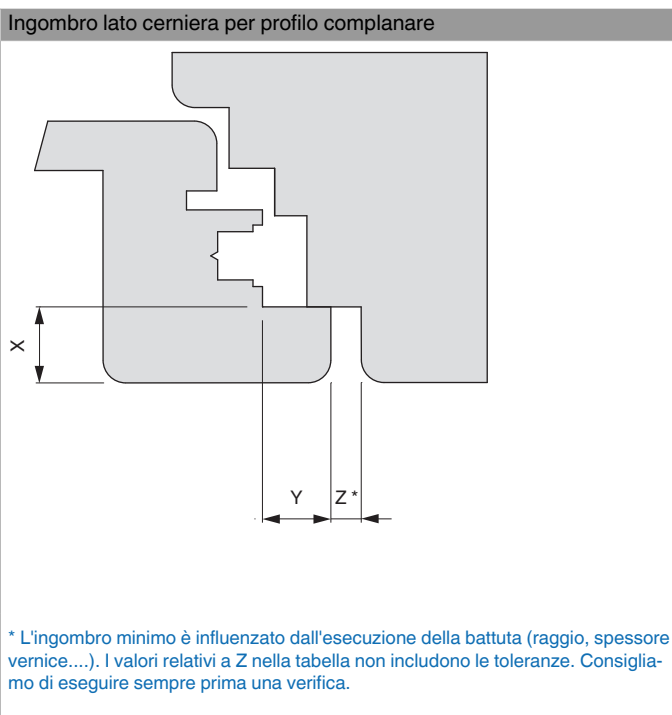 Ingombro lato cerniera per profilo complanare
X
Y
Z *
* L'ingombro minimo è influenzato dall'esecuzione della battuta (raggio, spessore
vernice....). I valori relativi a Z nella tabella non includono le toleranze. Consiglia-
mo di eseguire sempre prima una verifica.